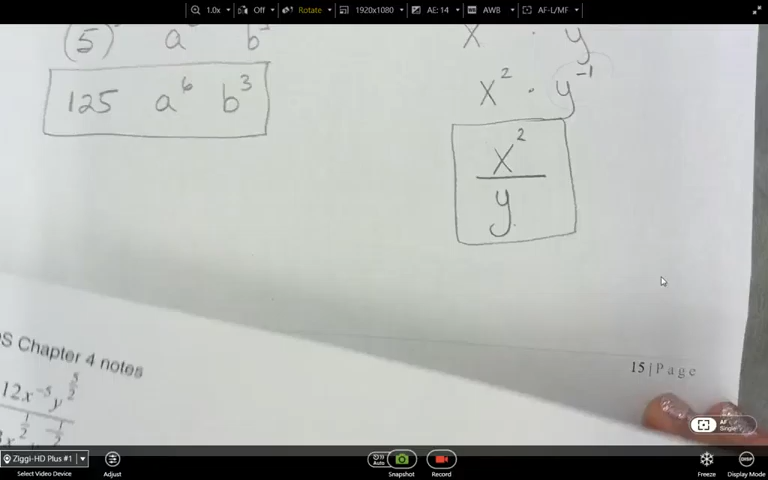 1.0x Off Rotate 1920x1080 AE: 14 AWB AF-L/MF
(5) a b
x · y
125 a⁶ b³
x² · y⁻¹
x²
y
15 | Page
S Chapter 4 notes
12x⁻⁵y^(5/2)
AF
Single
Ziggi-HD Plus #1
Auto
DISP
Select Video Device Adjust Snapshot Record Freeze Display Mode